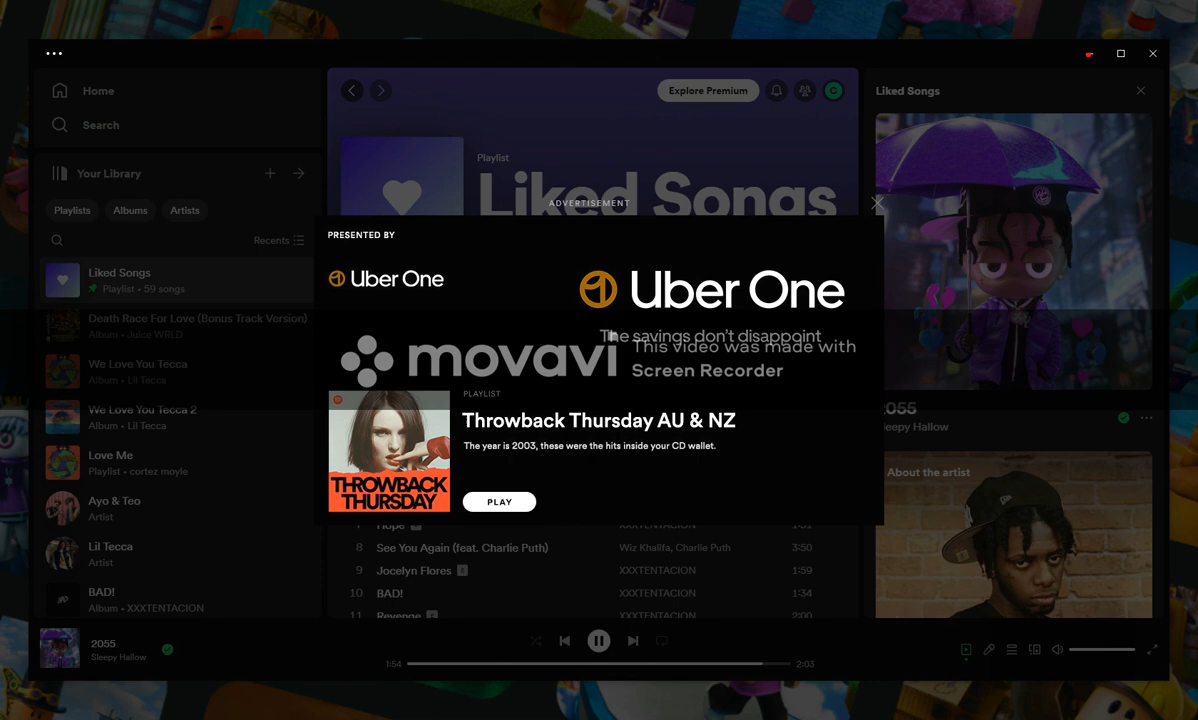 Home
Search
Your Library
Playlists
Albums
Artists
Recents
Liked Songs
Playlist • 59 songs
Death Race For Love (Bonus Track Version)
Album • Juice WRLD
We Love You Tecca
Album • Lil Tecca
We Love You Tecca 2
Album • Lil Tecca
Love Me
Playlist • cortez moyle
Ayo & Teo
Artist
Lil Tecca
Artist
BAD!
Album • XXXTENTACION
Explore Premium
C
Playlist
Liked Songs
ADVERTISEMENT
PRESENTED BY
Uber One
Uber One
The savings don't disappoint
movavi
This video was made with
Screen Recorder
PLAYLIST
Throwback Thursday AU & NZ
The year is 2003, these were the hits inside your CD wallet.
THROWBACK
THURSDAY
PLAY
7 Hope E XXXTENTACION 1:51
8 See You Again (feat. Charlie Puth) Wiz Khalifa, Charlie Puth 3:50
9 Jocelyn Flores E XXXTENTACION 1:59
10 BAD! XXXTENTACION 1:34
11 Revenge E XXXTENTACION 2:00
Liked Songs
2055
Sleepy Hallow
About the artist
2055
Sleepy Hallow
1:54
2:03